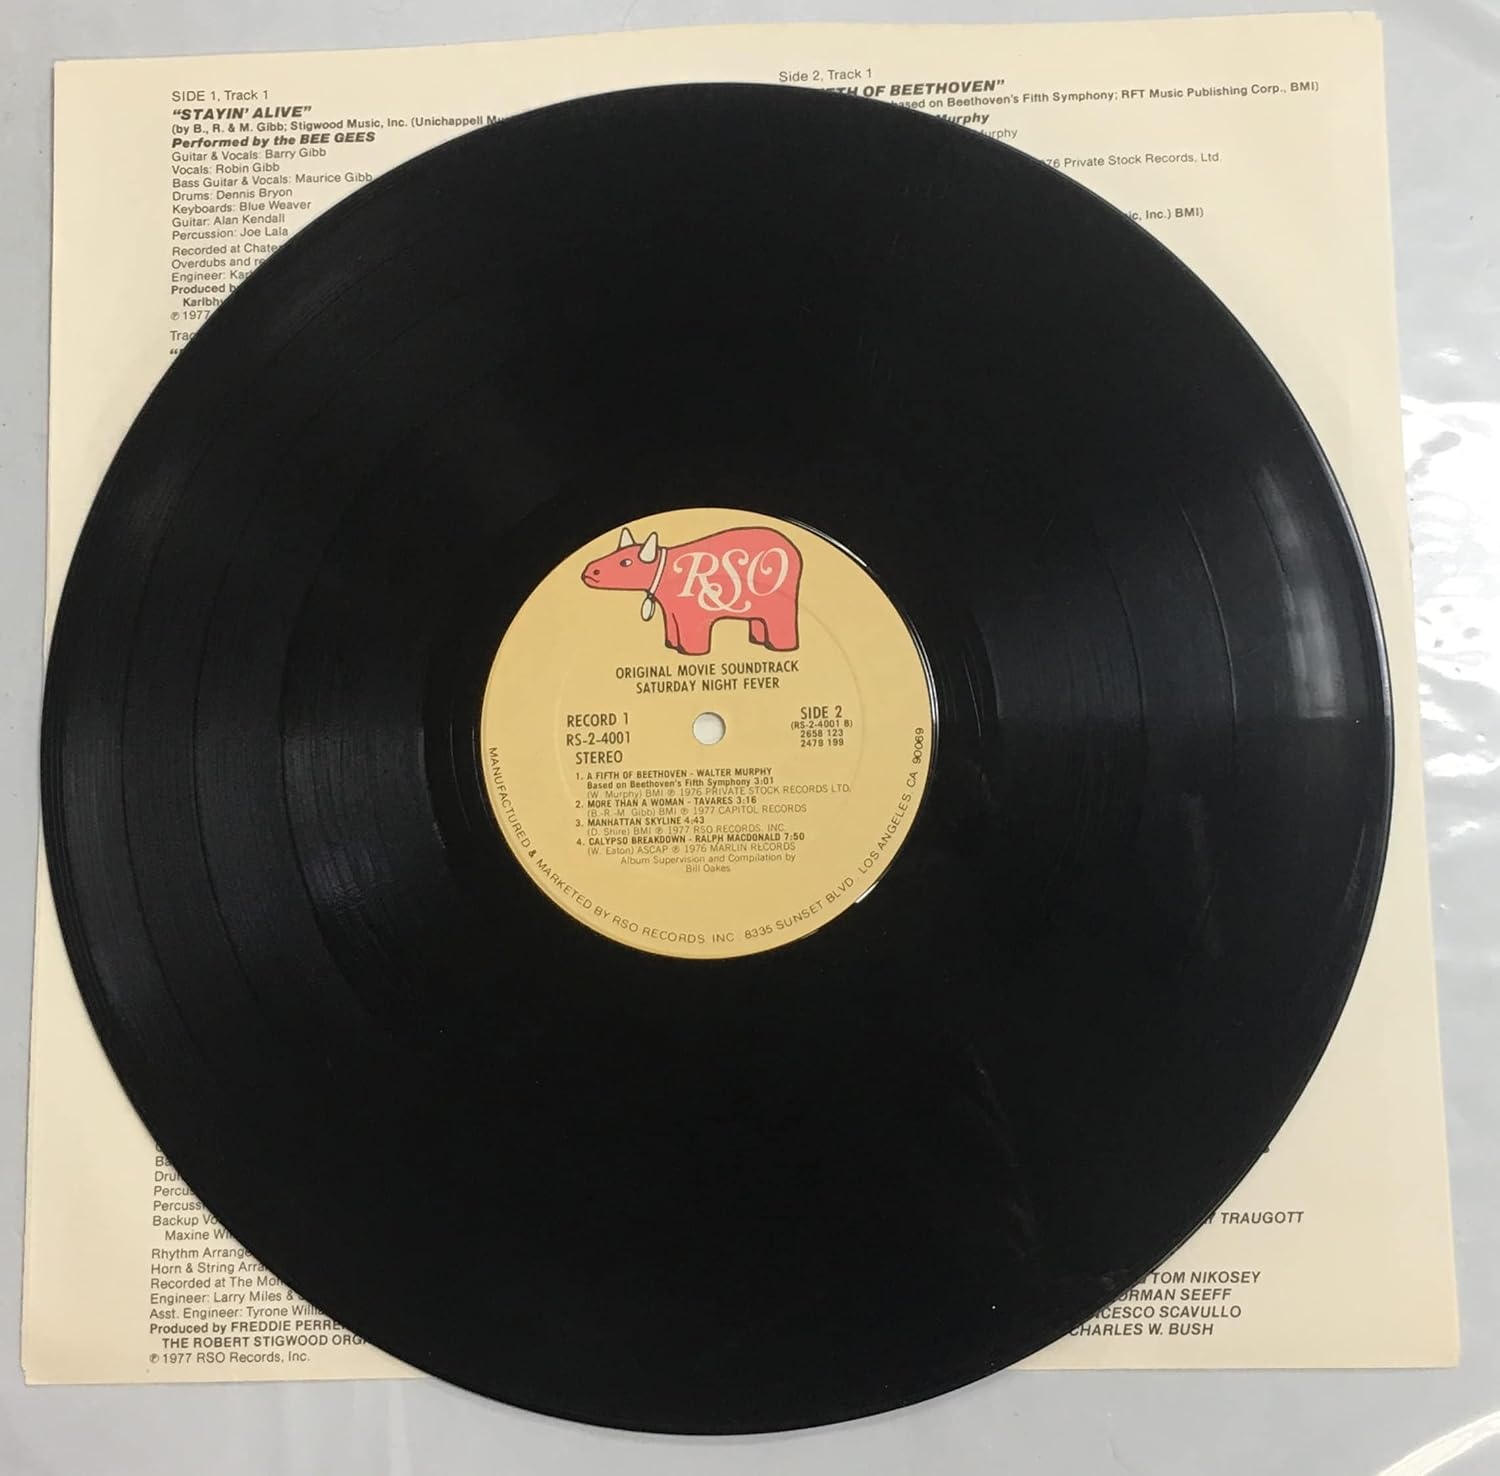 SIDE 1, Track 1
"STAYIN' ALIVE"
(by B., R. & M. Gibb; Stigwood Music, Inc. (Unichappell
Performed by the BEE GEES
Guitar & Vocals: Barry Gibb
Vocals: Robin Gibb
Bass Guitar & Vocals: Maurice Gibb
Drums: Dennis Bryon
Keyboards: Blue Weaver
Guitar: Alan Kendall
Percussion: Joe Lala
Recorded at
Overdubs and
Engineer:
Produced
℗ 1977
Side 2, Track 1
OF BEETHOVEN"
on Beethoven's Fifth Symphony; RFT Music Publishing Corp., BMI)
Murphy
Private Stock Records, Ltd.
Inc.) BMI)
RSO
ORIGINAL MOVIE SOUNDTRACK
SATURDAY NIGHT FEVER
RECORD 1
RS-2-4001
STEREO
SIDE 2
(RS-2-4001 B)
2658 123
2479 199
1. A FIFTH OF BEETHOVEN - WALTER MURPHY
Based on Beethoven's Fifth Symphony 3:01
(W. Murphy) BMI ℗ 1976 PRIVATE STOCK RECORDS LTD.
2. MORE THAN A WOMAN - TAVARES 3:16
(B.-R.-M. Gibb) BMI ℗ 1977 CAPITOL RECORDS
3. MANHATTAN SKYLINE 4:43
(D. Shire) BMI ℗ 1977 RSO RECORDS, INC.
4. CALYPSO BREAKDOWN - RALPH MACDONALD 7:50
(W. Eaton) ASCAP ℗ 1976 MARLIN RECORDS
Album Supervision and Compilation by
Bill Oakes
MANUFACTURED & MARKETED BY RSO RECORDS, INC. 8335 SUNSET BLVD. LOS ANGELES, CA. 90069
Backup
Maxine
Rhythm
Horn & String
Recorded at The
Engineer: Larry Miles &
Asst. Engineer: Tyrone
Produced by FREDDIE
THE ROBERT STIGWOOD
℗ 1977 RSO Records, Inc.
TRAUGOTT
TOM NIKOSEY
SEEFF
SCAVULLO
CHARLES W. BUSH